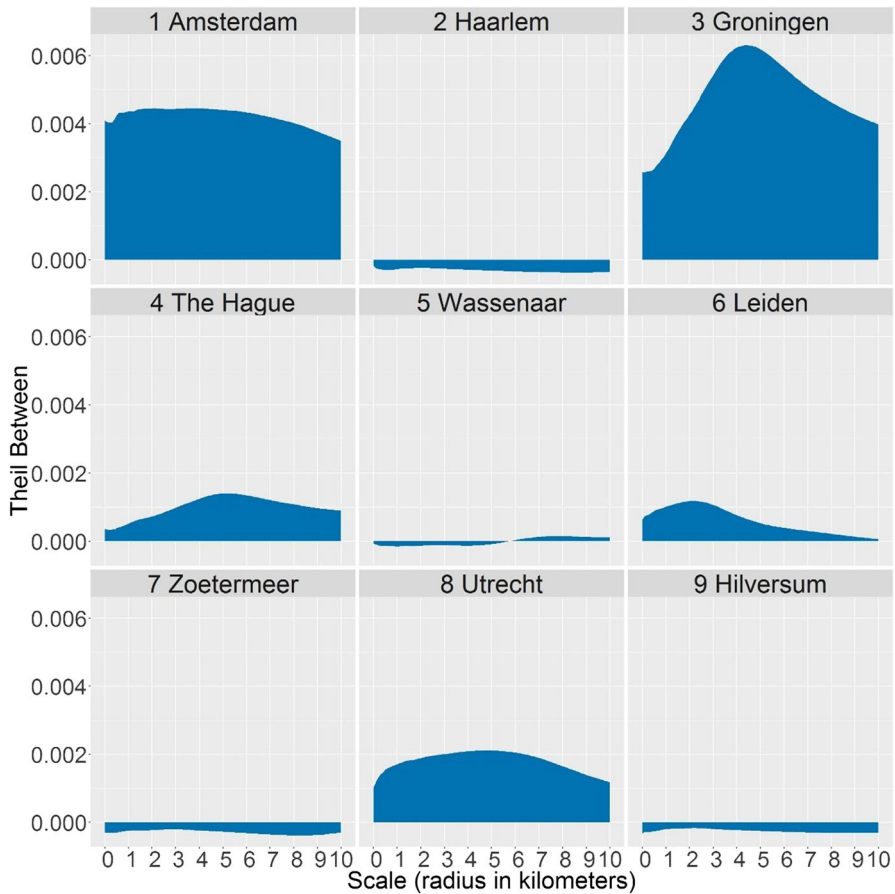 1 Amsterdam
2 Haarlem
3 Groningen
0.006
0.004
0.002
0.000
4 The Hague
5 Wassenaar
6 Leiden
0.006
0.004
0.002
0.000
Theil Between
7 Zoetermeer
8 Utrecht
9 Hilversum
0.006
0.004
0.002
0.000
0 1 2 3 4 5 6 7 8 9 10
0 1 2 3 4 5 6 7 8 9 10
0 1 2 3 4 5 6 7 8 9 10
Scale (radius in kilometers)